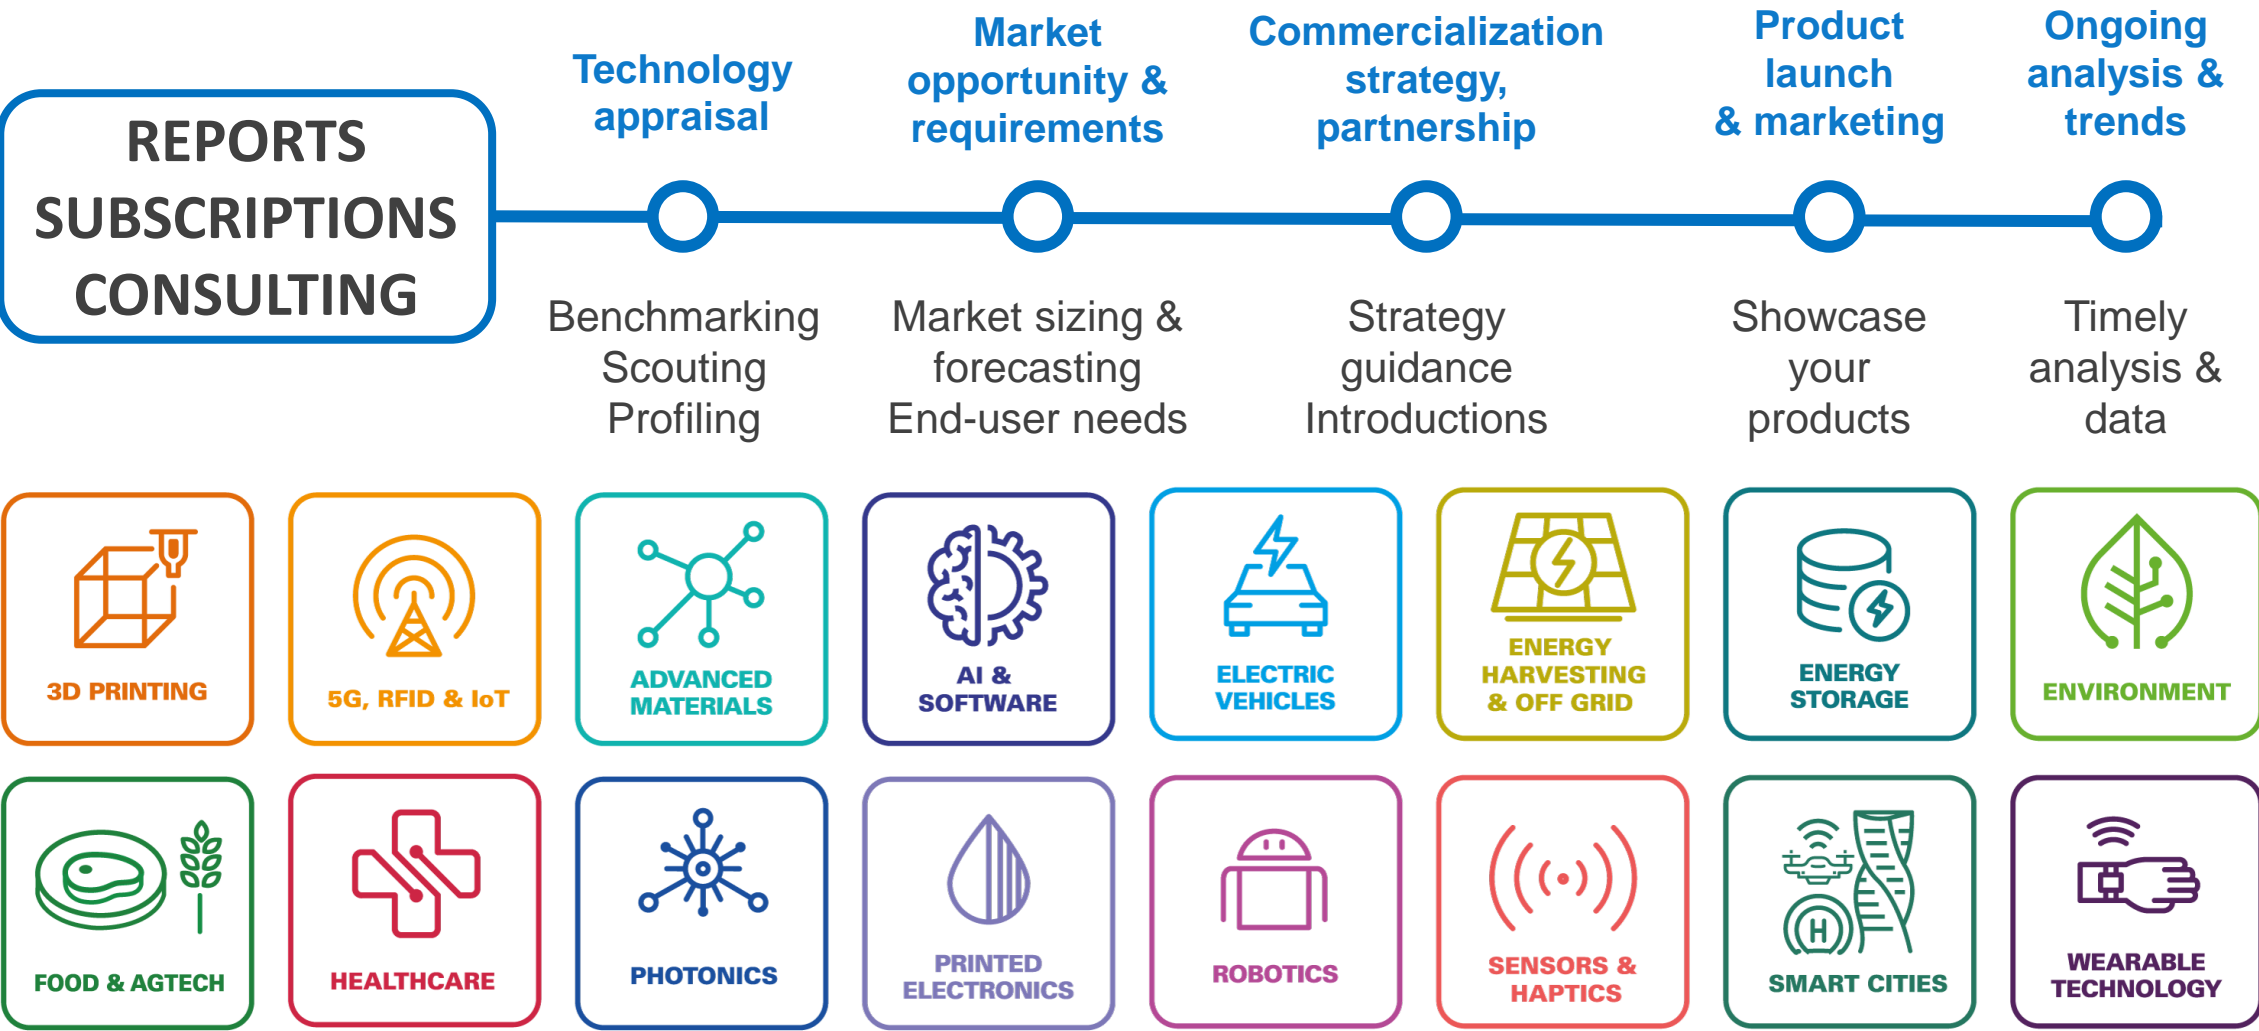 REPORTS
SUBSCRIPTIONS
CONSULTING
Technology
appraisal
Market
opportunity &
requirements
Commercialization
strategy,
partnership
Product
launch
& marketing
Ongoing
analysis &
trends
Benchmarking
Scouting
Profiling
Market sizing &
forecasting
End-user needs
Strategy
guidance
Introductions
Showcase
your
products
Timely
analysis &
data
3D PRINTING
5G, RFID & IoT
ADVANCED
MATERIALS
AI &
SOFTWARE
ELECTRIC
VEHICLES
ENERGY
HARVESTING
& OFF GRID
ENERGY
STORAGE
ENVIRONMENT
FOOD & AGTECH
HEALTHCARE
PHOTONICS
PRINTED
ELECTRONICS
ROBOTICS
SENSORS &
HAPTICS
H
SMART CITIES
WEARABLE
TECHNOLOGY